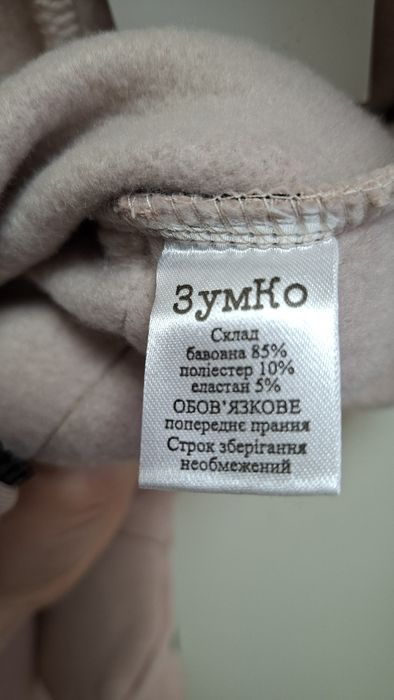 ЗумКо
Склад
бавовна 85%
поліестер 10%
еластан 5%
ОБОВ'ЯЗКОВЕ
попереднє прання
Строк зберігання
необмежений